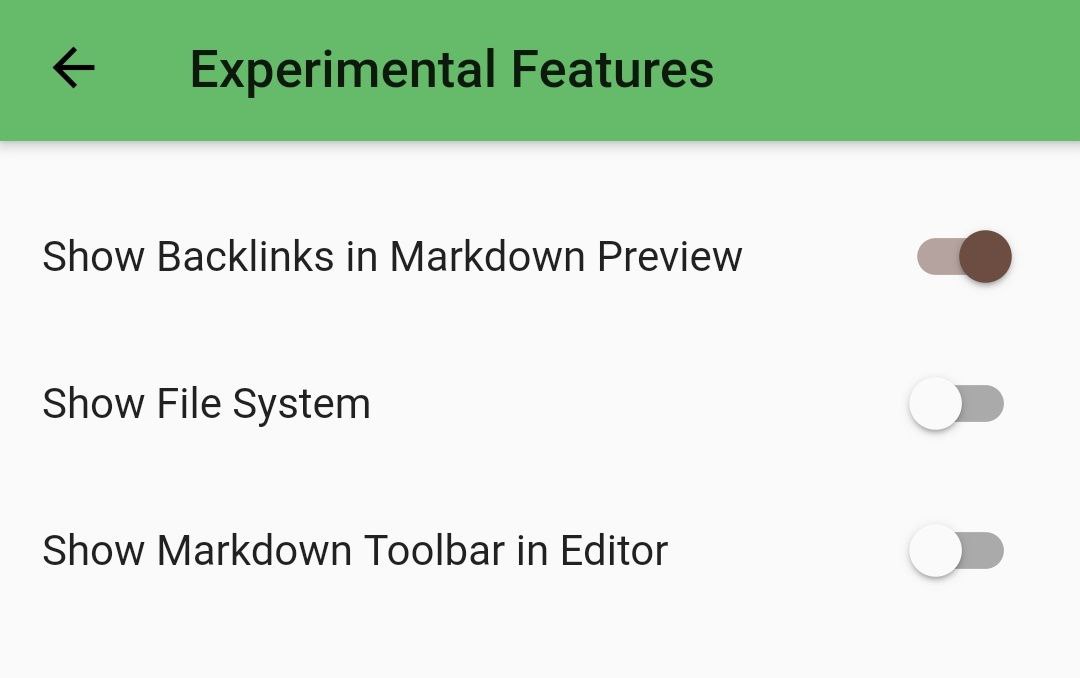 Experimental Features
Show Backlinks in Markdown Preview
Show File System
Show Markdown Toolbar in Editor